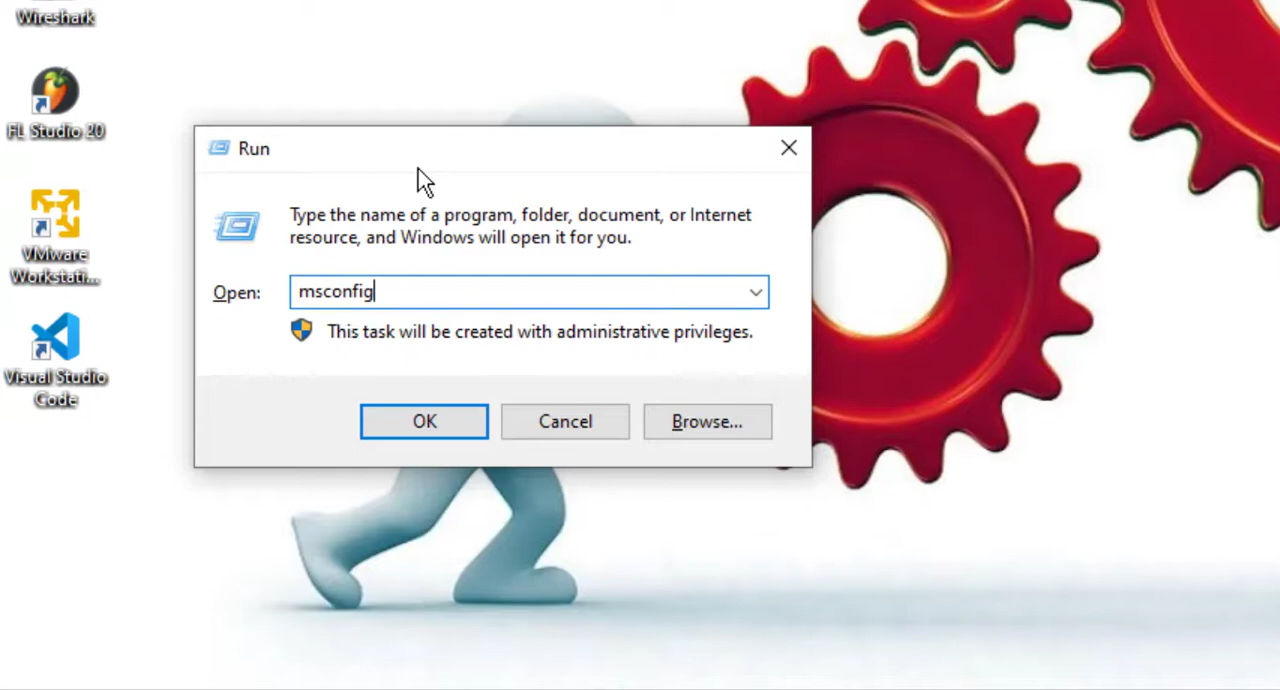 Wireshark
FL Studio 20
VMware
Workstati...
Visual Studio
Code
Run
Type the name of a program, folder, document, or Internet
resource, and Windows will open it for you.
Open:
msconfig
This task will be created with administrative privileges.
OK
Cancel
Browse...